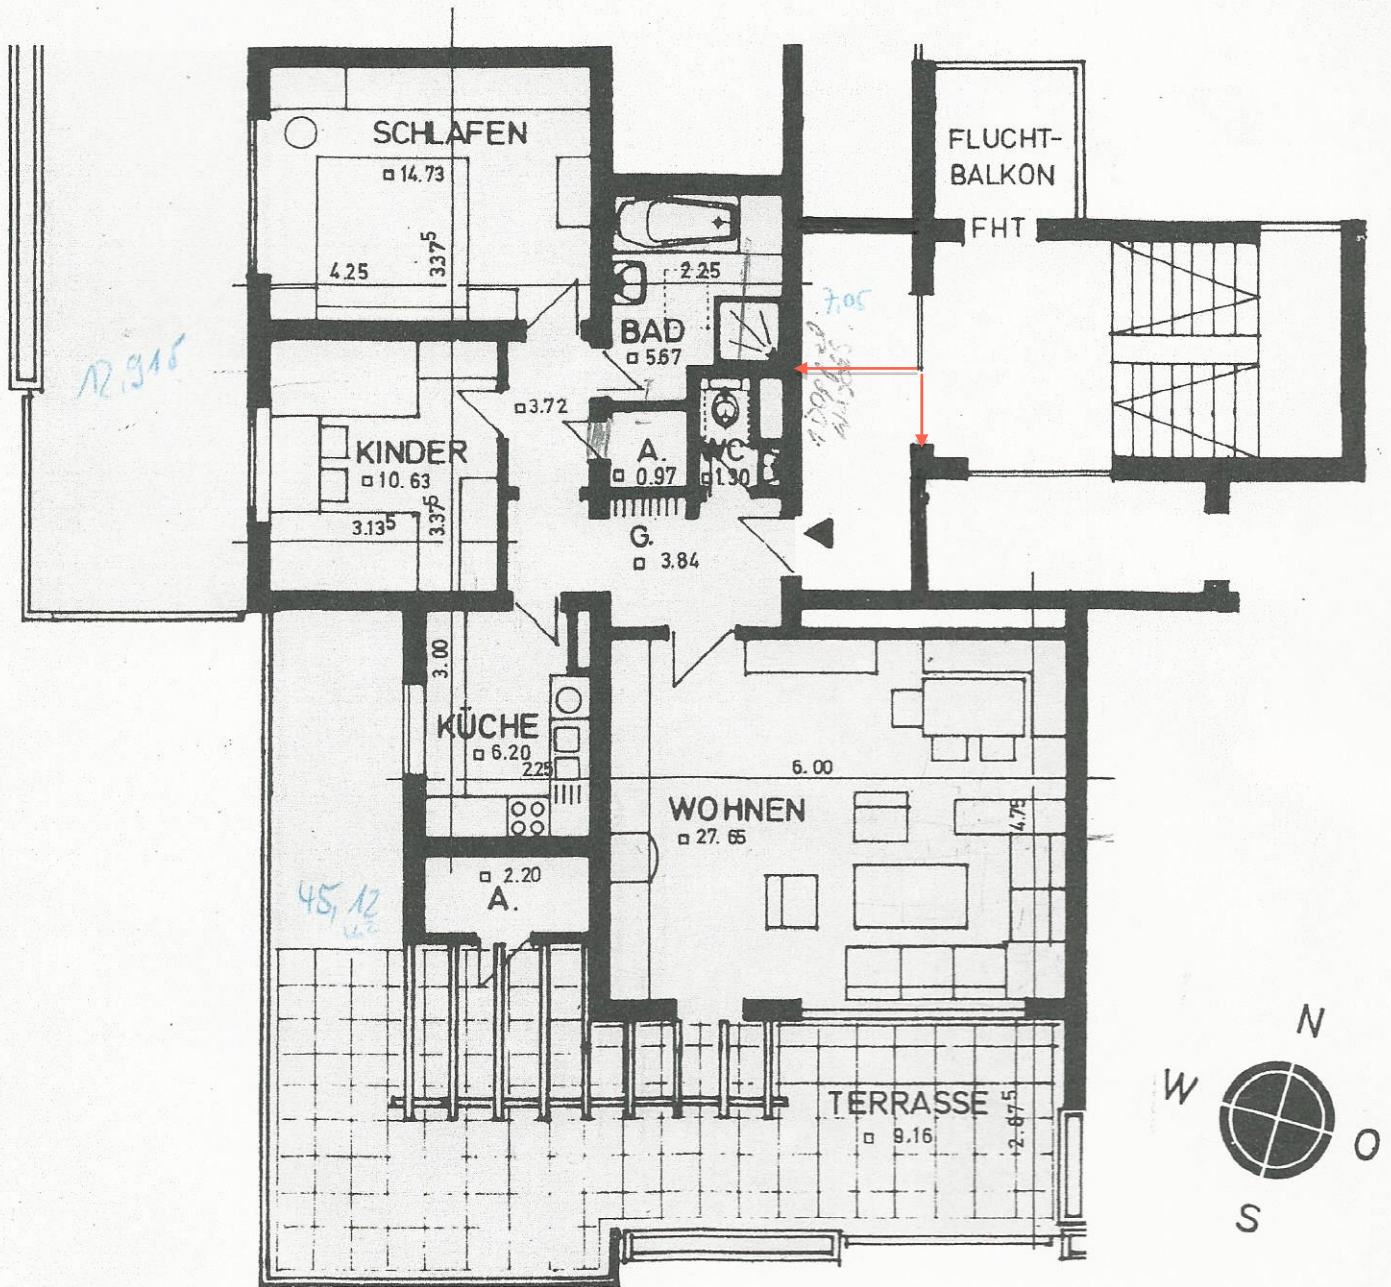 SCHLAFEN
□ 14.73
4.25
3.37⁵
FLUCHT-
BALKON
FHT
2.25
BAD
□ 5.67
7,05
12,915
□ 3.72
KINDER
□ 10.63
3.13⁵
3.37⁵
A.
□ 0.97
WC
□ 1.30
G.
□ 3.84
3.00
KÜCHE
□ 6.20
2.25
6.00
WOHNEN
□ 27.65
4.75
□ 2.20
A.
45,12
m²
TERRASSE
□ 9.16
2.87⁵
N
W
O
S